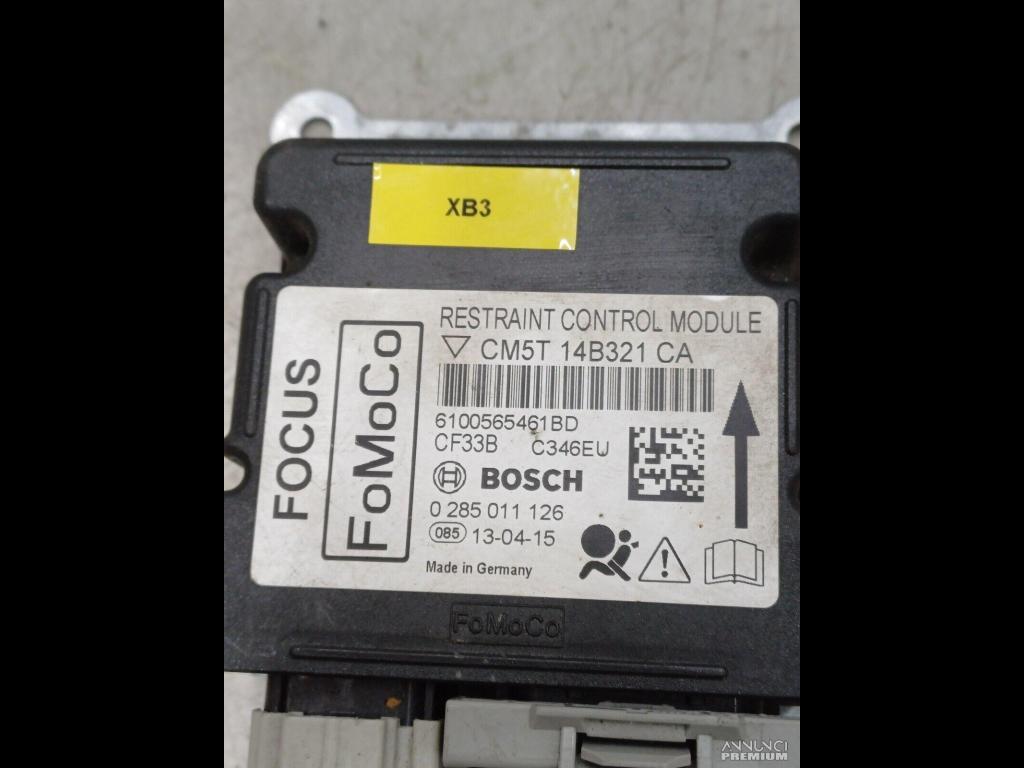 XB3
RESTRAINT CONTROL MODULE
CM5T 14B321 CA
6100565461BD
CF33B C346EU
BOSCH
0 285 011 126
085 13-04-15
Made in Germany
FOCUS
FoMoCo
FoMoCo
ANNUNCI
PREMIUM